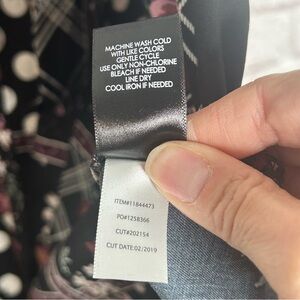 MACHINE WASH COLD
WITH LIKE COLORS
GENTLE CYCLE
USE ONLY NON-CHLORINE
BLEACH IF NEEDED
LINE DRY
COOL IRON IF NEEDED
ITEM#11844473
PO#1258366
CUT#202154
CUT DATE:02/2019